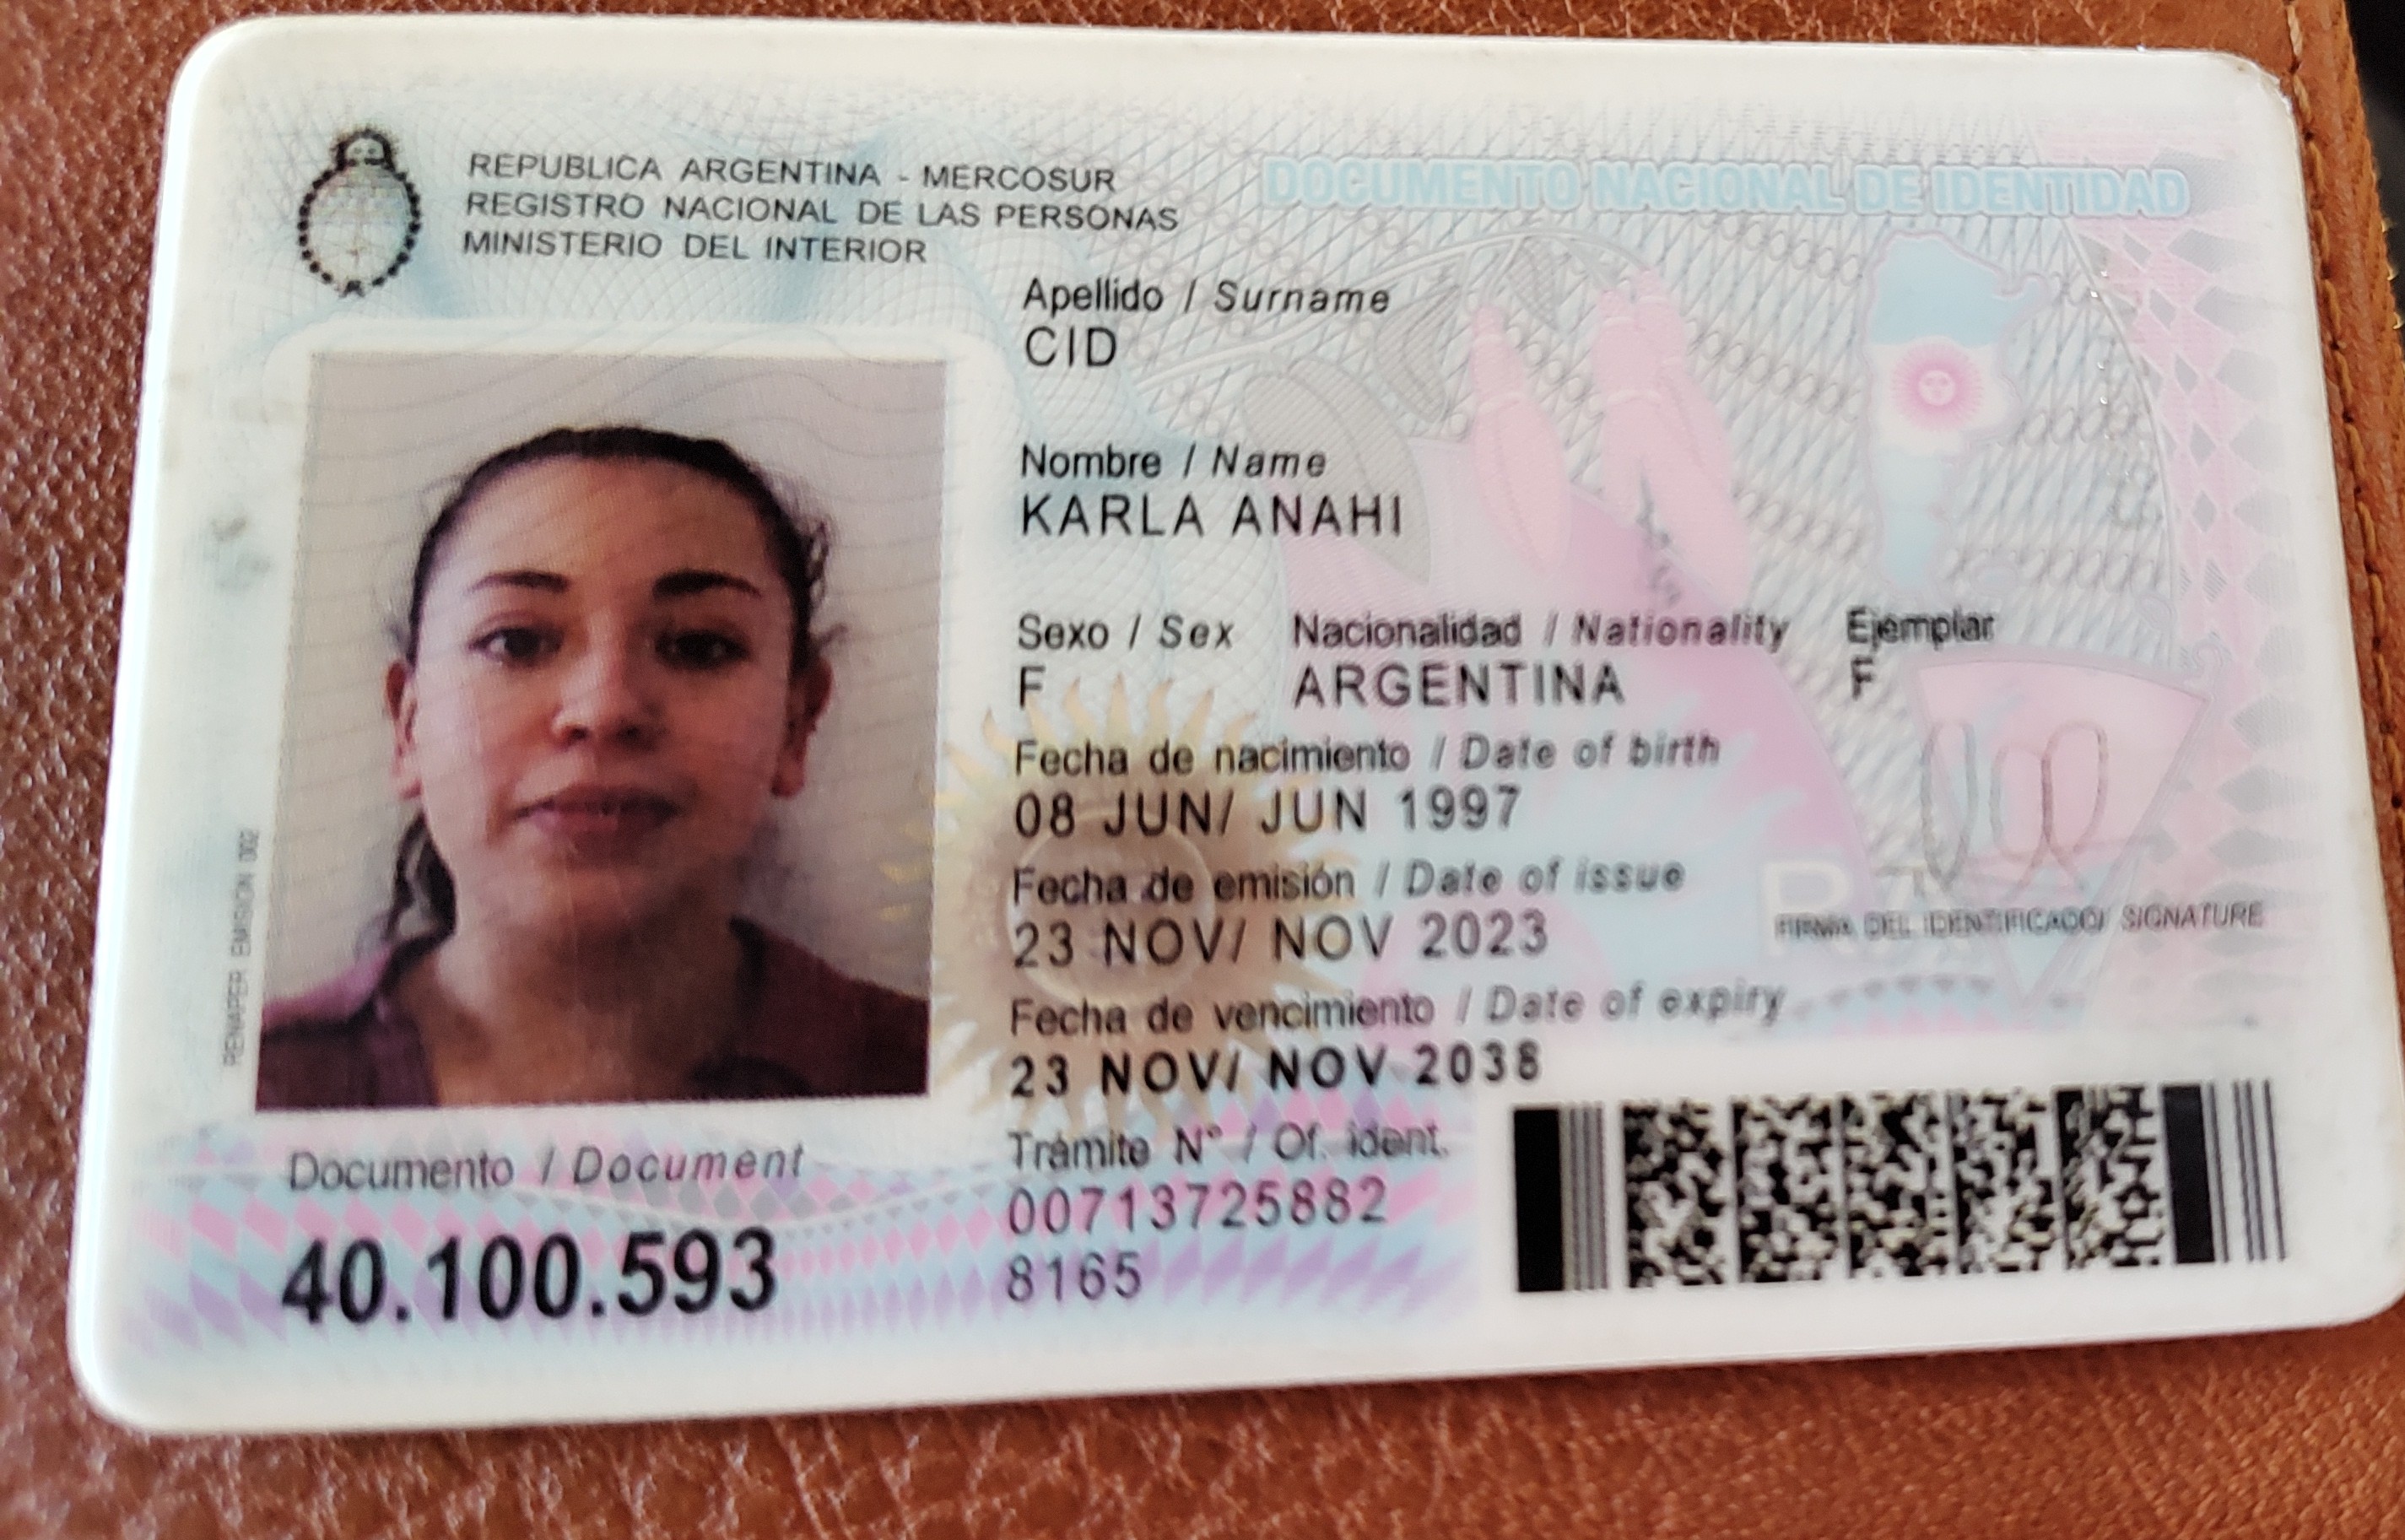 REPUBLICA ARGENTINA - MERCOSUR
REGISTRO NACIONAL DE LAS PERSONAS
MINISTERIO DEL INTERIOR
DOCUMENTO NACIONAL DE IDENTIDAD
Apellido / Surname
CID
Nombre / Name
KARLA ANAHI
Sexo / Sex Nacionalidad / Nationality Ejemplar
F ARGENTINA F
Fecha de nacimiento / Date of birth
08 JUN/ JUN 1997
Fecha de emisión / Date of issue
23 NOV/ NOV 2023
FIRMA DEL IDENTIFICADO/ SIGNATURE
Fecha de vencimiento / Date of expiry
23 NOV/ NOV 2038
RENAPER EMISION 002
Documento / Document
40.100.593
Trámite N° / Of. ident.
00713725882
8165